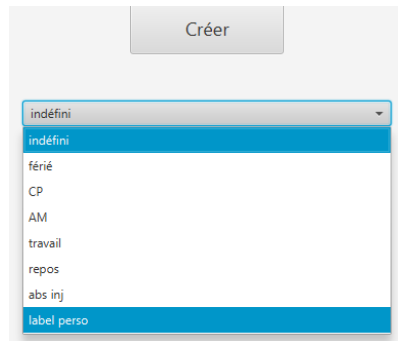 Créer
indéfini
indéfini
férié
CP
AM
travail
repos
abs inj
label perso